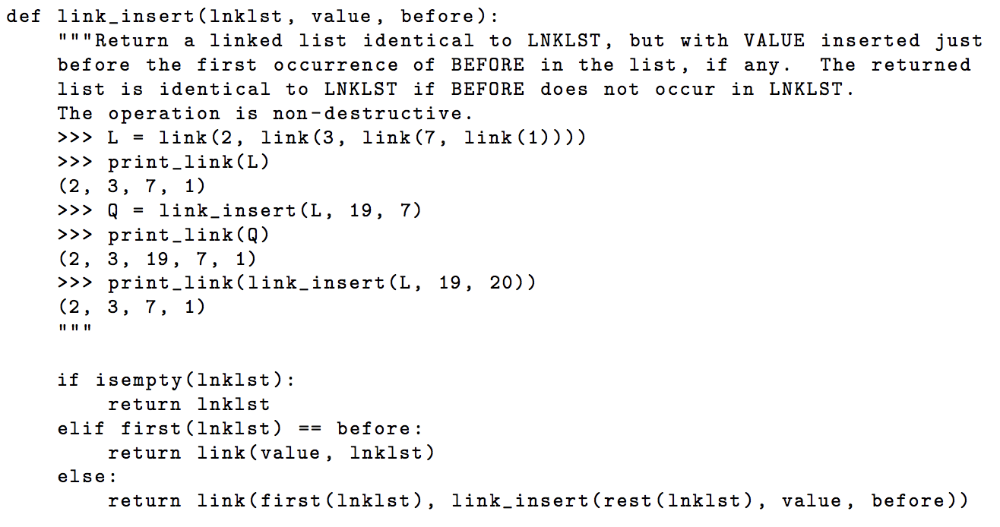 def link_insert(lnklst, value, before):
    """Return a linked list identical to LNKLST, but with VALUE inserted just
    before the first occurrence of BEFORE in the list, if any.  The returned
    list is identical to LNKLST if BEFORE does not occur in LNKLST.
    The operation is non-destructive.
    >>> L = link(2, link(3, link(7, link(1))))
    >>> print_link(L)
    (2, 3, 7, 1)
    >>> Q = link_insert(L, 19, 7)
    >>> print_link(Q)
    (2, 3, 19, 7, 1)
    >>> print_link(link_insert(L, 19, 20))
    (2, 3, 7, 1)
    """

    if isempty(lnklst):
        return lnklst
    elif first(lnklst) == before:
        return link(value, lnklst)
    else:
        return link(first(lnklst), link_insert(rest(lnklst), value, before))